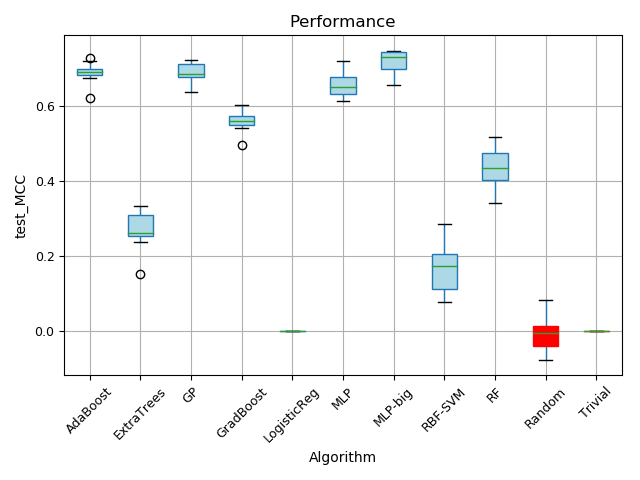 Performance
test_MCC
0.6
0.4
0.2
0.0
AdaBoost
ExtraTrees
GP
GradBoost
LogisticReg
MLP
MLP-big
RBF-SVM
RF
Random
Trivial
Algorithm